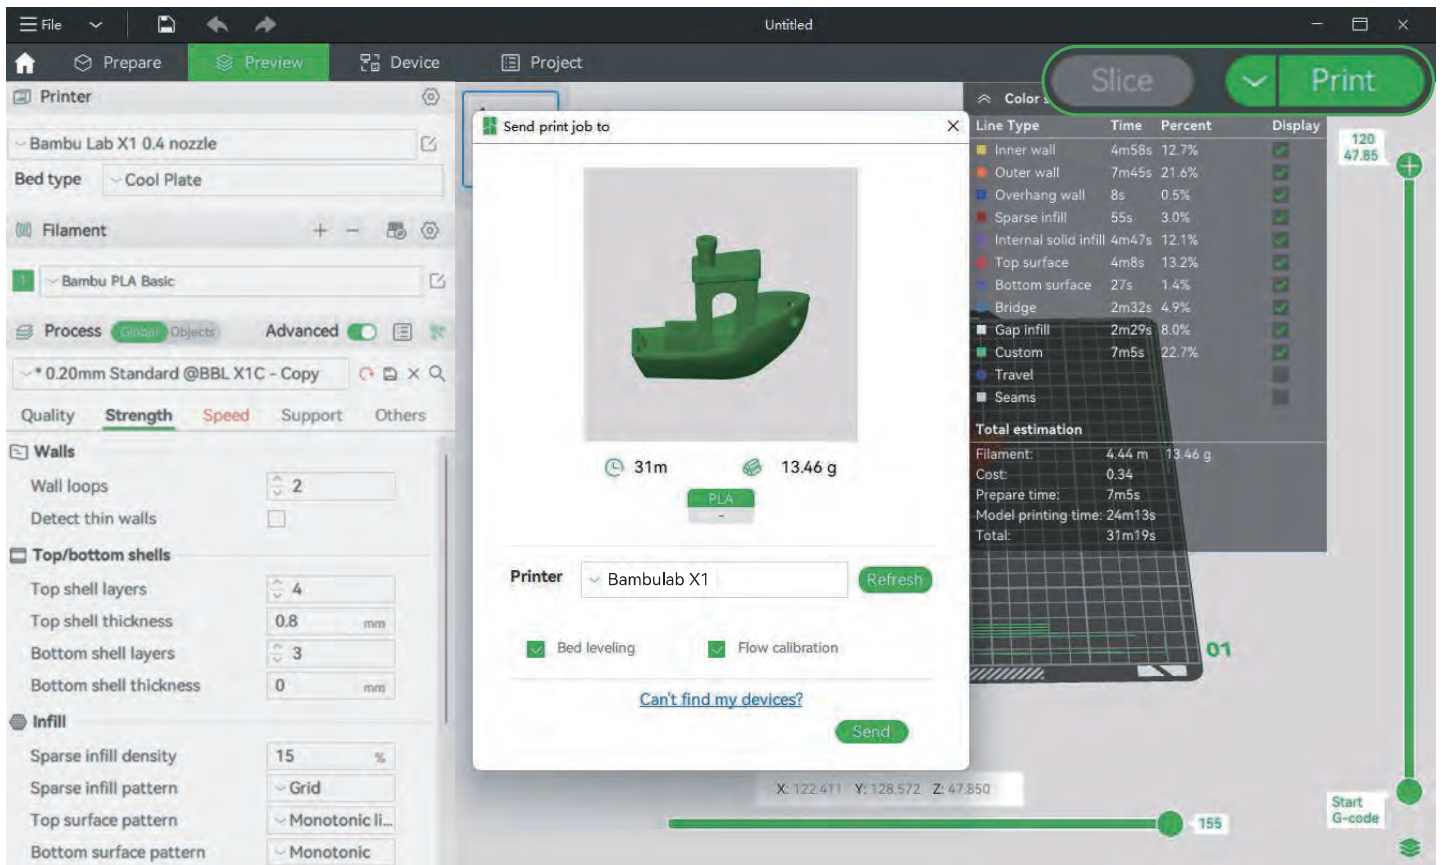 File
Untitled
Prepare
Preview
Device
Project
Slice
Print
Printer
Bambu Lab X1 0.4 nozzle
Bed type
Cool Plate
Filament
1
Bambu PLA Basic
Process
Global
Objects
Advanced
* 0.20mm Standard @BBL X1C - Copy
Quality
Strength
Speed
Support
Others
Walls
Wall loops 2
Detect thin walls
Top/bottom shells
Top shell layers 4
Top shell thickness 0.8 mm
Bottom shell layers 3
Bottom shell thickness 0 mm
Infill
Sparse infill density 15 %
Sparse infill pattern Grid
Top surface pattern Monotonic li...
Bottom surface pattern Monotonic
Send print job to
31m
13.46 g
PLA
-
Printer
Bambulab X1
Refresh
Bed leveling
Flow calibration
Can't find my devices?
Send
Color
Line Type Time Percent Display
Inner wall 4m58s 12.7%
Outer wall 7m45s 21.6%
Overhang wall 8s 0.5%
Sparse infill 55s 3.0%
Internal solid infill 4m47s 12.1%
Top surface 4m8s 13.2%
Bottom surface 27s 1.4%
Bridge 2m32s 4.9%
Gap infill 2m29s 8.0%
Custom 7m5s 22.7%
Travel
Seams
Total estimation
Filament: 4.44 m 13.46 g
Cost: 0.34
Prepare time: 7m5s
Model printing time: 24m13s
Total: 31m19s
01
120
47.85
X: 122.411 Y: 128.572 Z: 47.850
155
Start
G-code